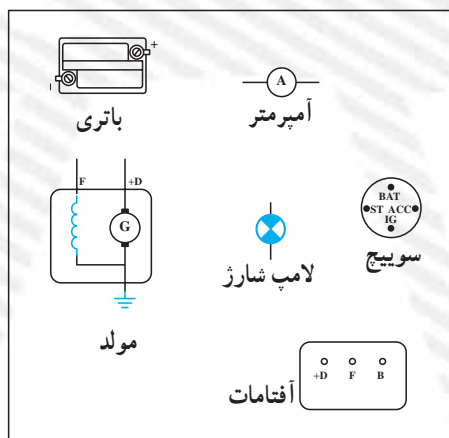 +
-
باتری
A
آمپرمتر
F +D
G
مولد
لامپ شارژ
BAT
ST ACC
IG
سوییچ
+D F B
آفتامات